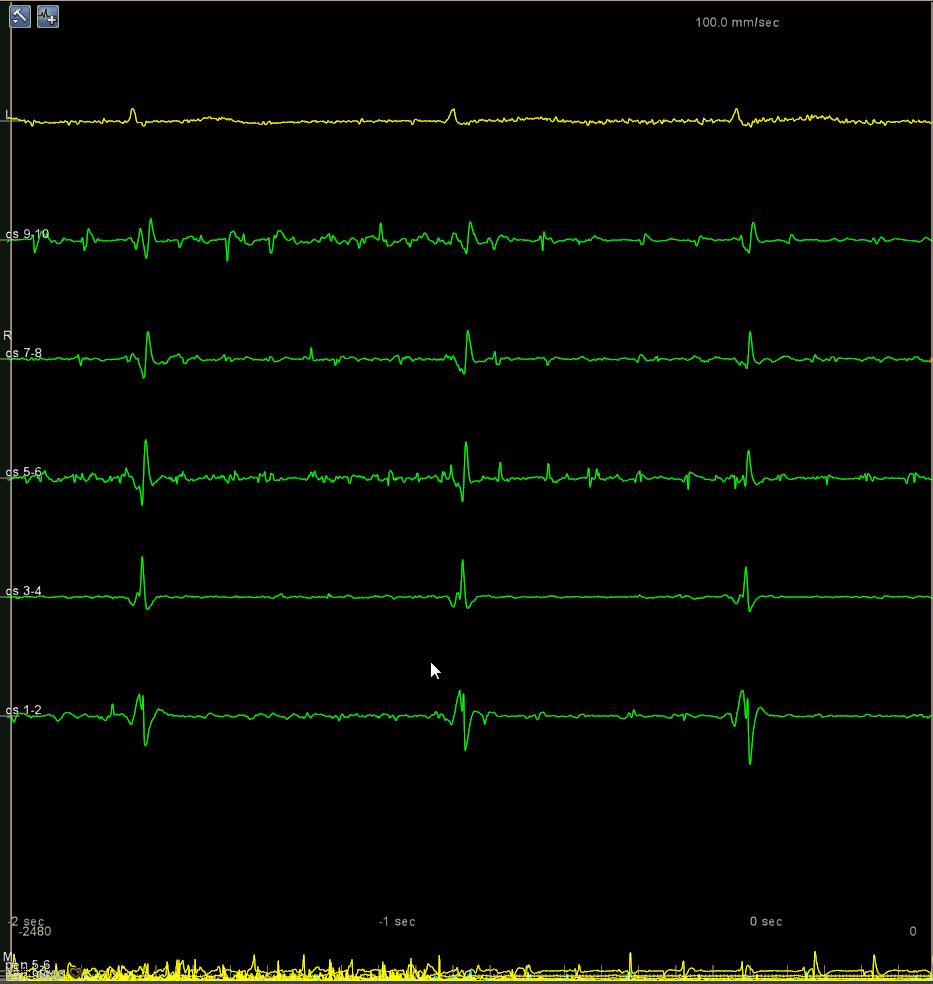 100.0 mm/sec
L
cs 9-10
R
cs 7-8
cs 5-6
cs 3-4
cs 1-2
-2 sec
-1 sec
0 sec
-2480
0
M
pen 5-6